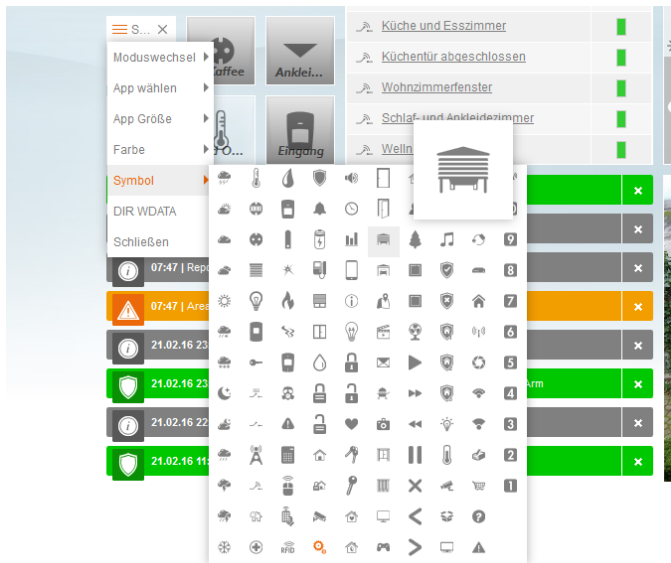 S...
Moduswechsel
App wählen
App Größe
Farbe
Symbol
DIR WDATA
Schließen
affee
Anklei...
O...
Eingang
Küche und Esszimmer
Küchentür abgeschlossen
Wohnzimmerfenster
Schlaf- und Ankleidezimmer
Welln
07:47 | Repo
07:47 | Area
21.02.16 23
21.02.16 23
Arm
21.02.16 22
21.02.16 11:
RFID
9
8
7
6
5
4
3
2
1